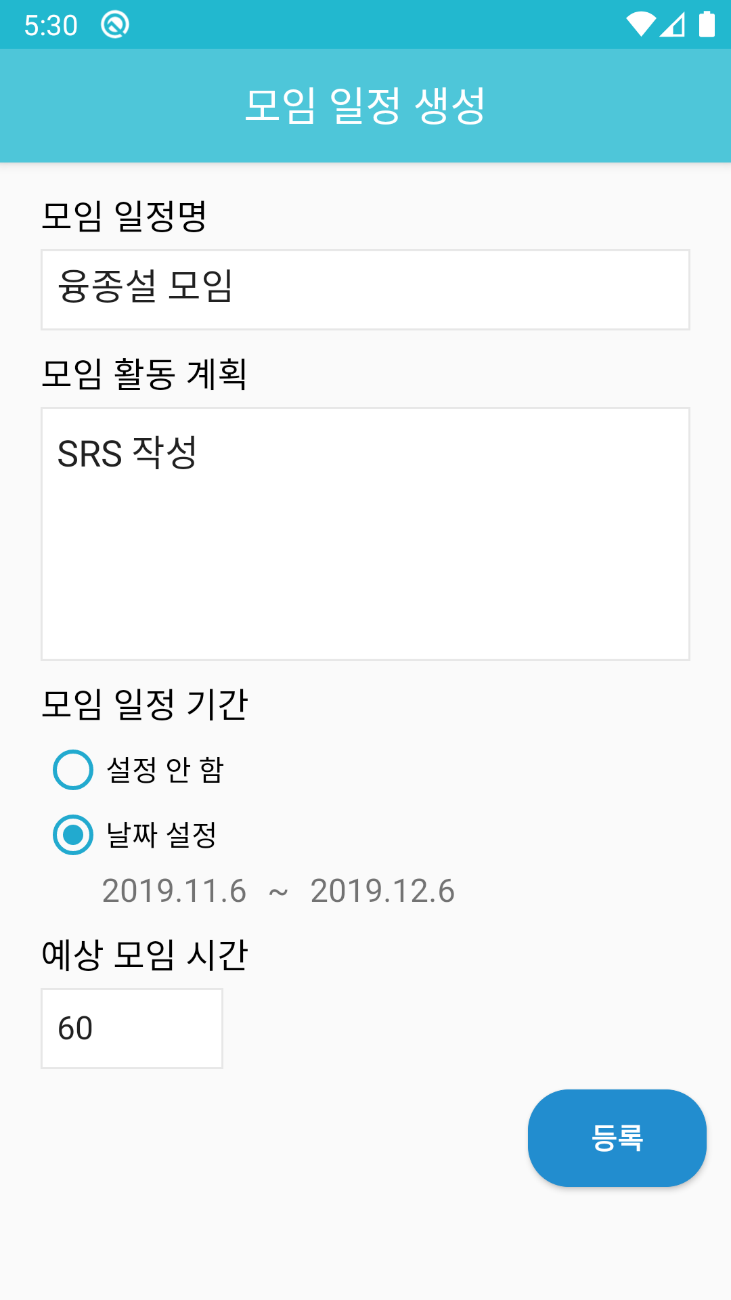 5:30
모임 일정 생성
모임 일정명
융종설 모임
모임 활동 계획
SRS 작성
모임 일정 기간
설정 안 함
날짜 설정
2019.11.6 ~ 2019.12.6
예상 모임 시간
60
등록